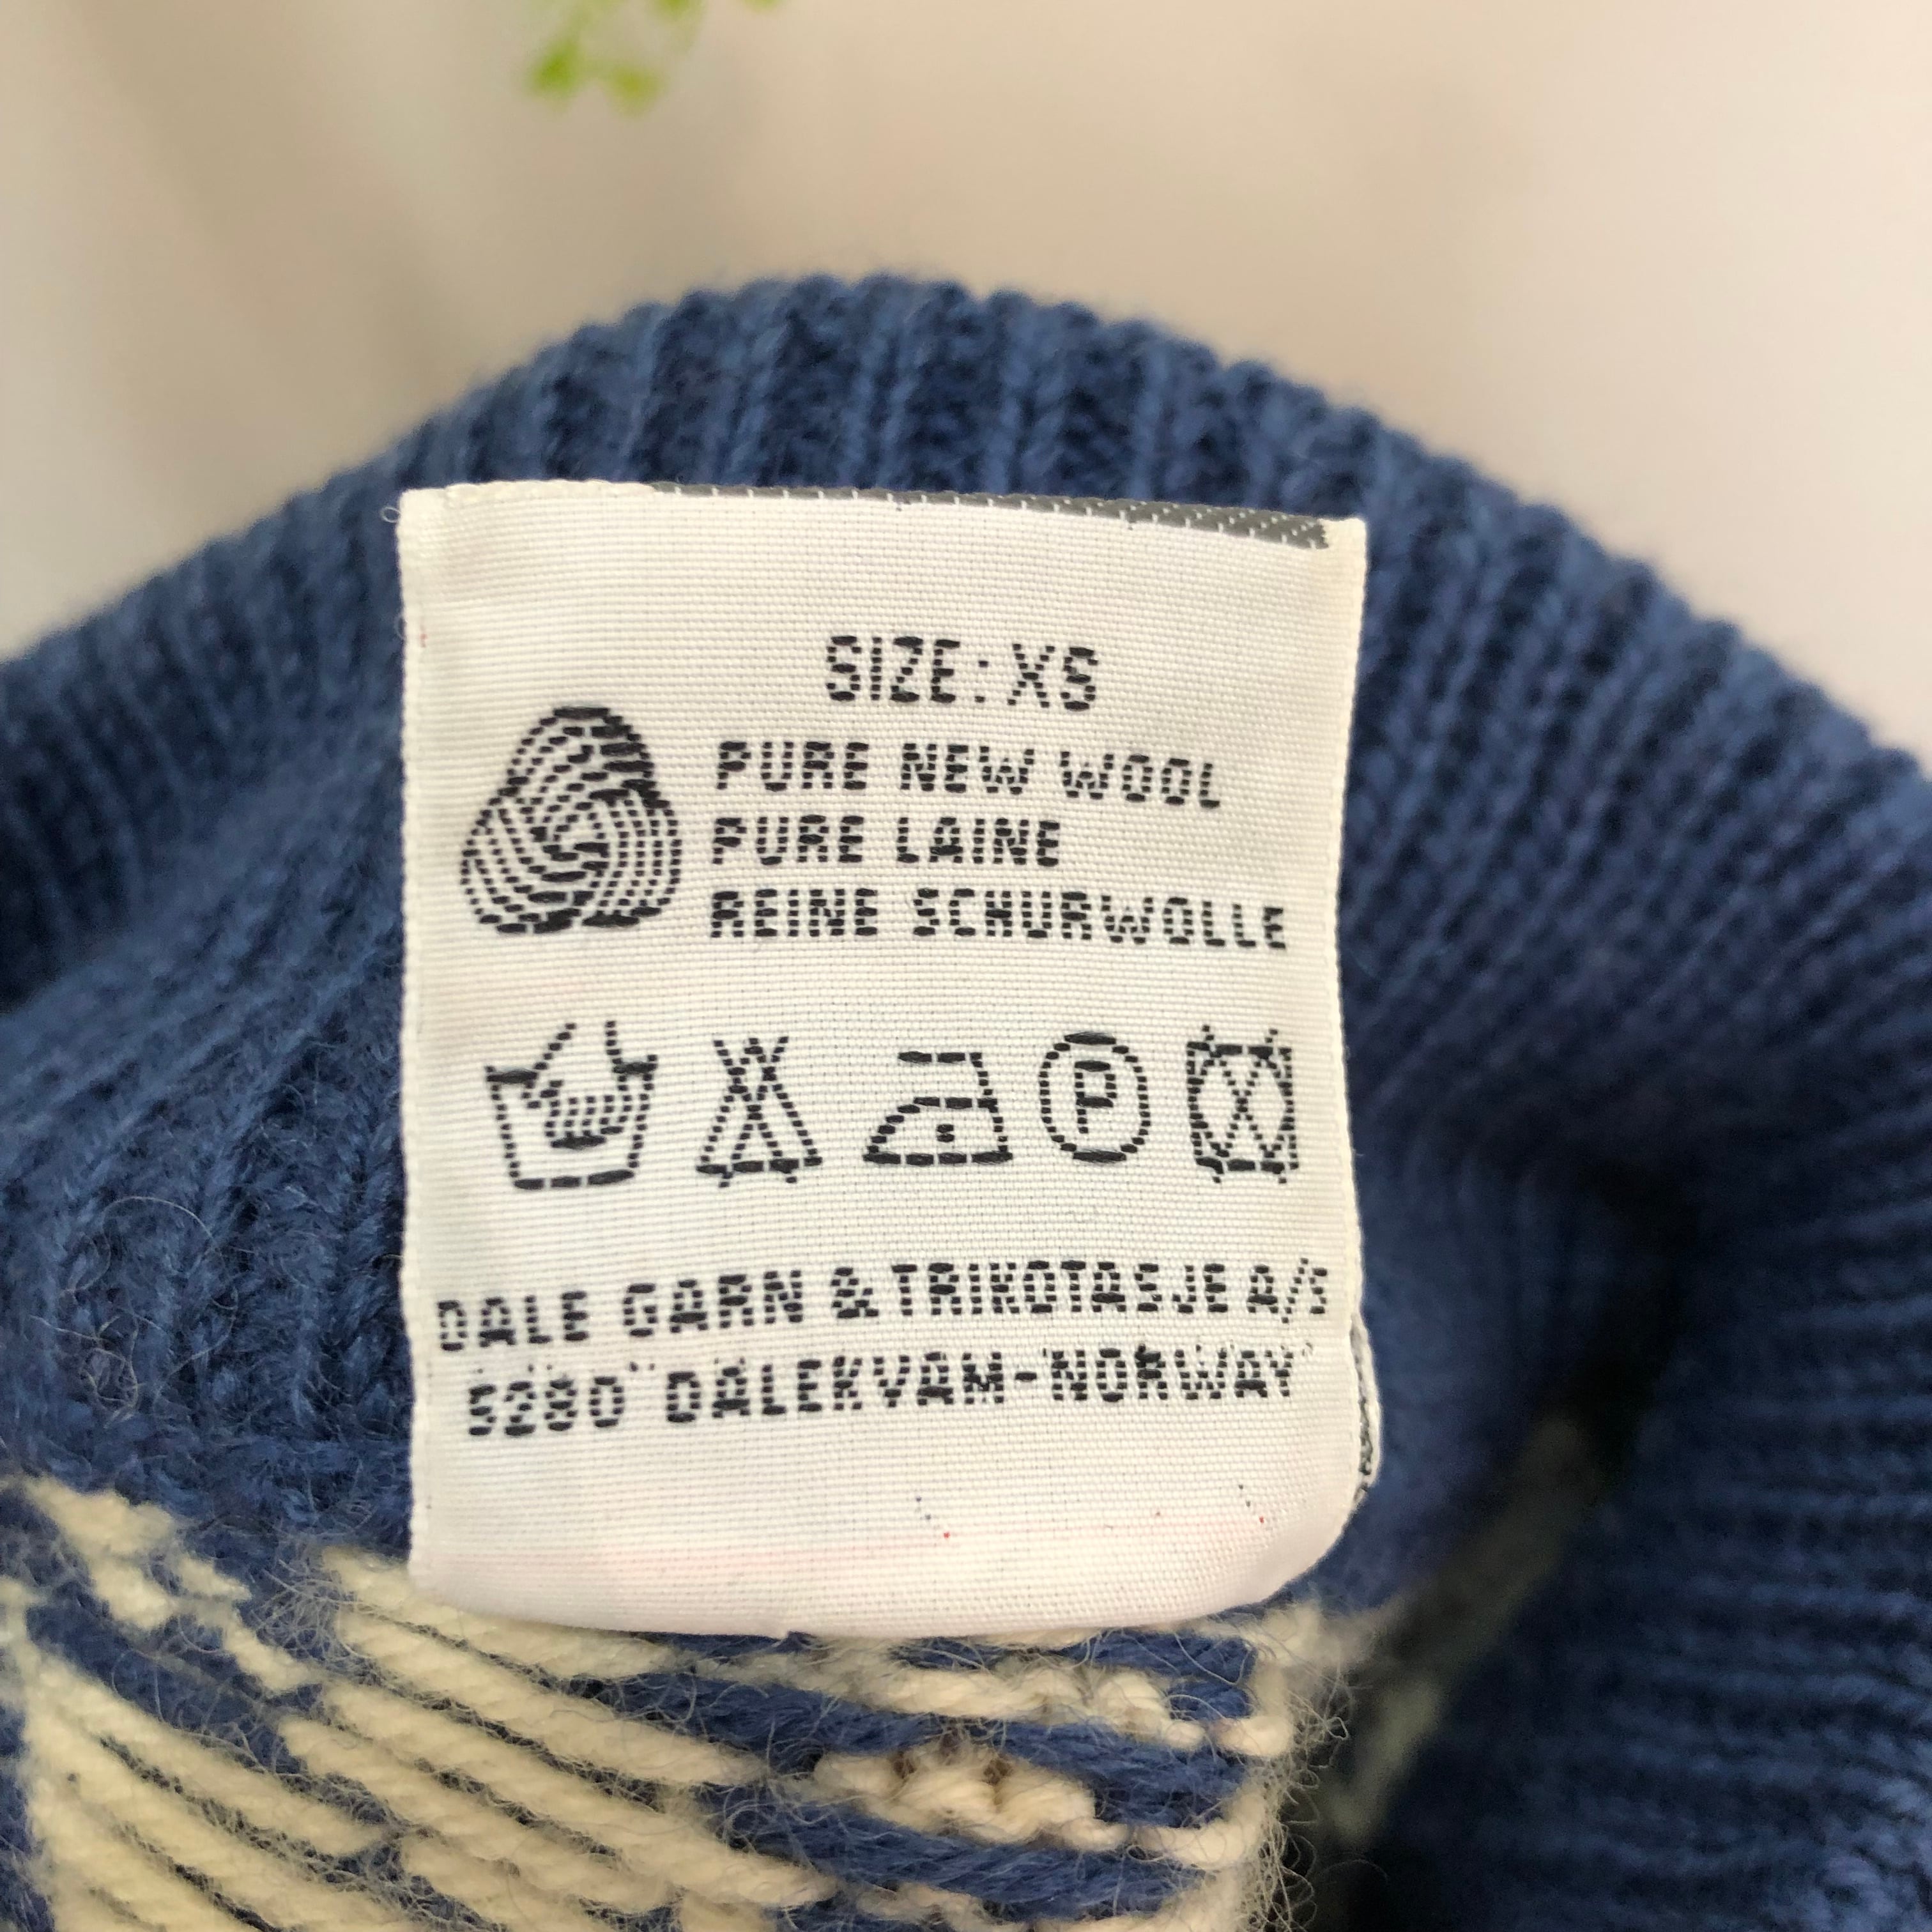 SIZE: XS
PURE NEW WOOL
PURE LAINE
REINE SCHURWOLLE
P
DALE GARN & TRIKOTASJE A/S
5280 DALEKVAM-NORWAY